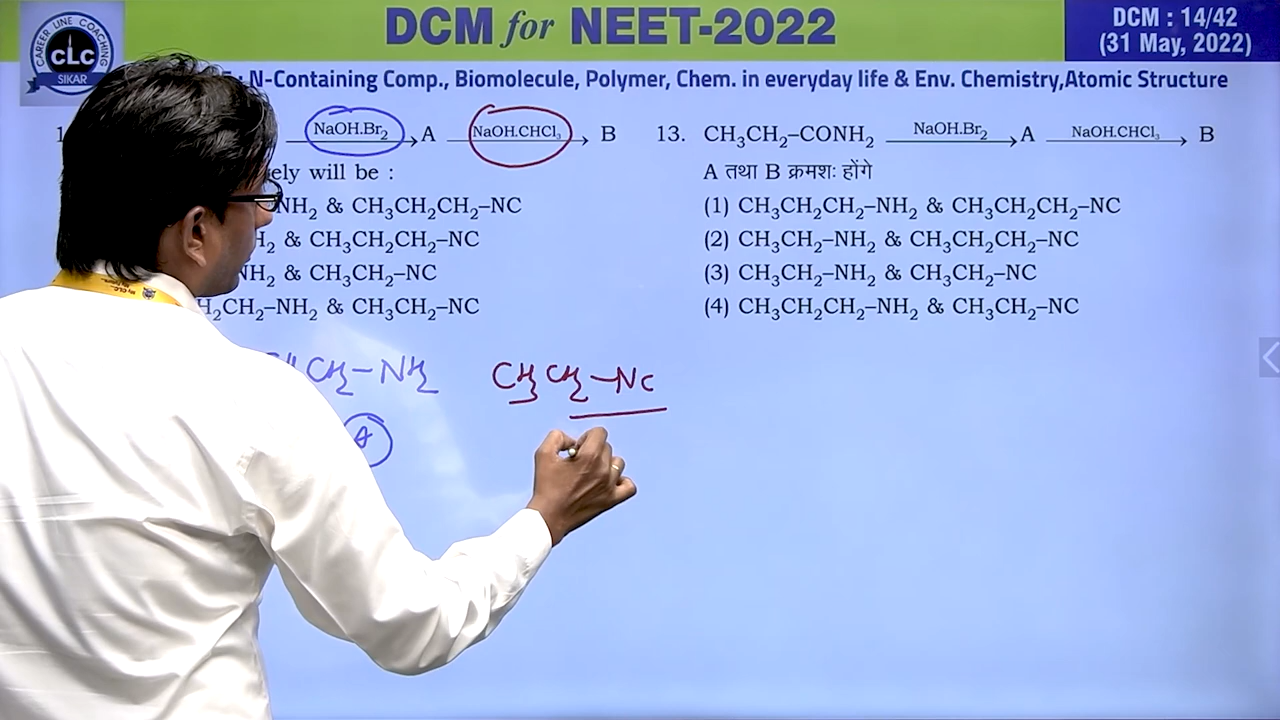 DCM for NEET-2022
DCM : 14/42
(31 May, 2022)
CAREER LINE COACHING
CLC
SIKAR
N-Containing Comp., Biomolecule, Polymer, Chem. in everyday life & Env. Chemistry,Atomic Structure
NaOH.Br₂ A NaOH.CHCl₃ B
will be :
NH₂ & CH₃CH₂CH₂–NC
& CH₃CH₂CH₂–NC
NH₂ & CH₃CH₂–NC
H₂CH₂–NH₂ & CH₃CH₂–NC
13. CH₃CH₂–CONH₂ NaOH.Br₂ A NaOH.CHCl₃ B
A तथा B क्रमशः होंगे
(1) CH₃CH₂CH₂–NH₂ & CH₃CH₂CH₂–NC
(2) CH₃CH₂–NH₂ & CH₃CH₂CH₂–NC
(3) CH₃CH₂–NH₂ & CH₃CH₂–NC
(4) CH₃CH₂CH₂–NH₂ & CH₃CH₂–NC
CH₂–NH₂
CH₃CH₂–NC
A